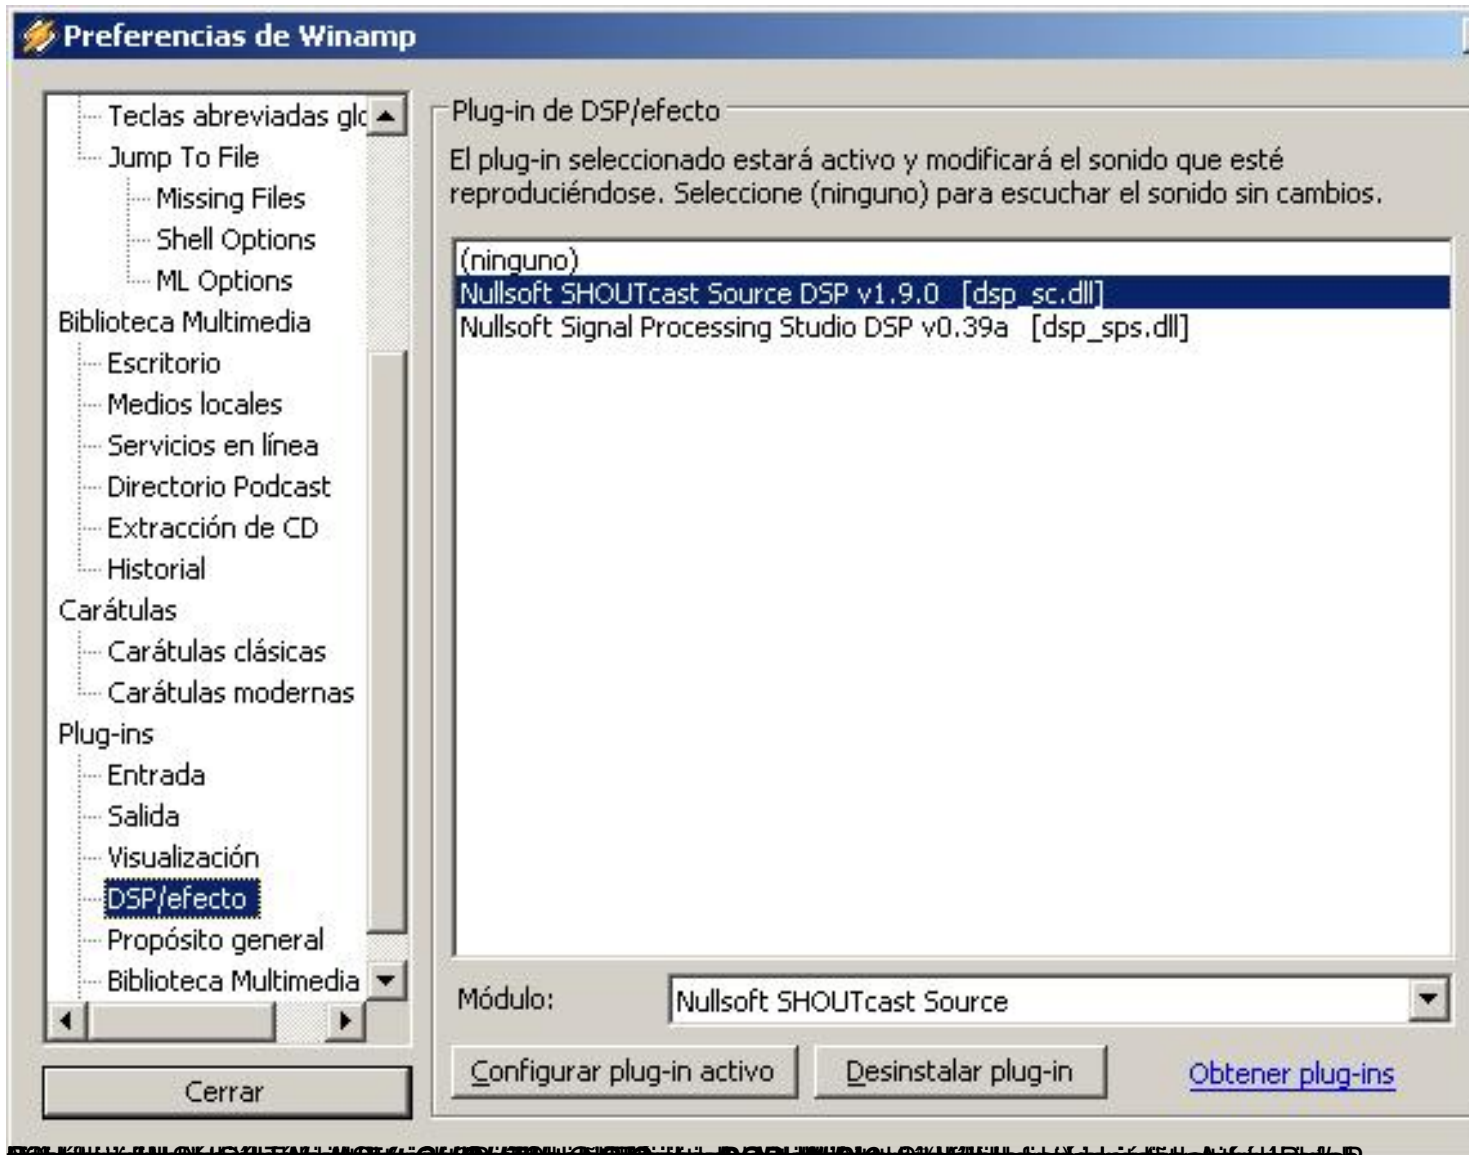 Preferencias de Winamp
Teclas abreviadas glo
Jump To File
Missing Files
Shell Options
ML Options
Biblioteca Multimedia
Escritorio
Medios locales
Servicios en línea
Directorio Podcast
Extracción de CD
Historial
Carátulas
Carátulas clásicas
Carátulas modernas
Plug-ins
Entrada
Salida
Visualización
DSP/efecto
Propósito general
Biblioteca Multimedia
Cerrar
Plug-in de DSP/efecto
El plug-in seleccionado estará activo y modificará el sonido que esté
reproduciéndose. Seleccione (ninguno) para escuchar el sonido sin cambios.
(ninguno)
Nullsoft SHOUTcast Source DSP v1.9.0 [dsp_sc.dll]
Nullsoft Signal Processing Studio DSP v0.39a [dsp_sps.dll]
Módulo: Nullsoft SHOUTcast Source
Configurar plug-in activo Desinstalar plug-in Obtener plug-ins